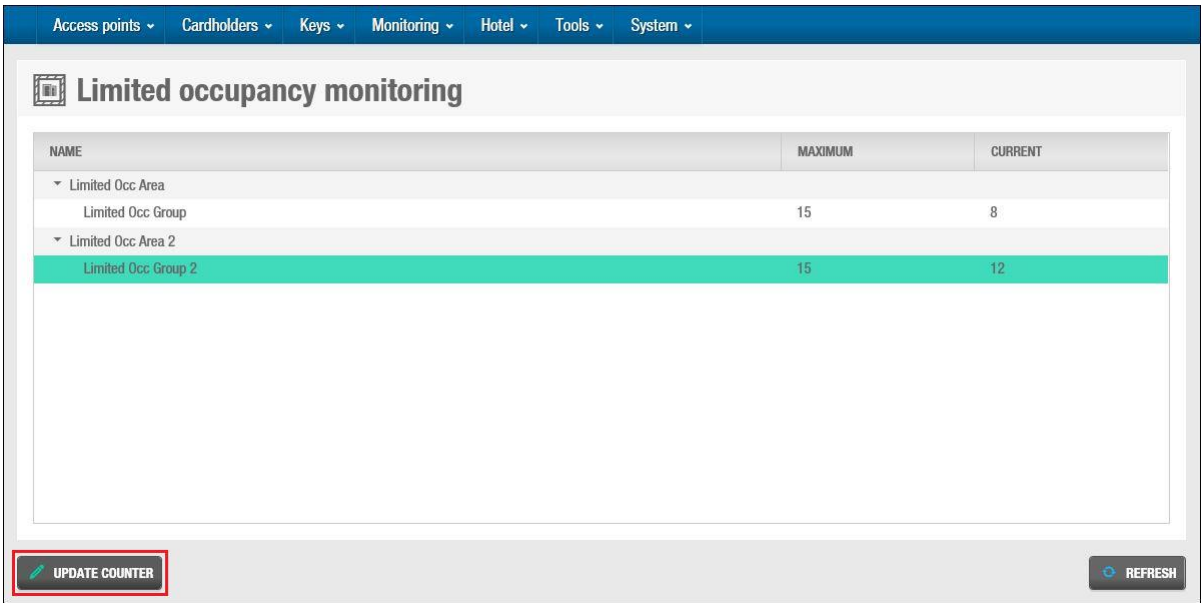 Access points Cardholders Keys Monitoring Hotel Tools System
Limited occupancy monitoring
NAME MAXIMUM CURRENT
Limited Occ Area
Limited Occ Group 15 8
Limited Occ Area 2
Limited Occ Group 2 15 12
UPDATE COUNTER REFRESH